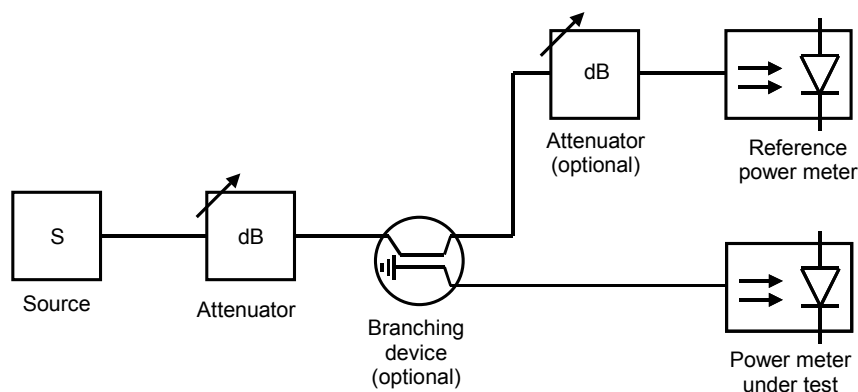 dB
Attenuator
(optional)
Reference
power meter
S
Source
dB
Attenuator
Branching
device
(optional)
Power meter
under test